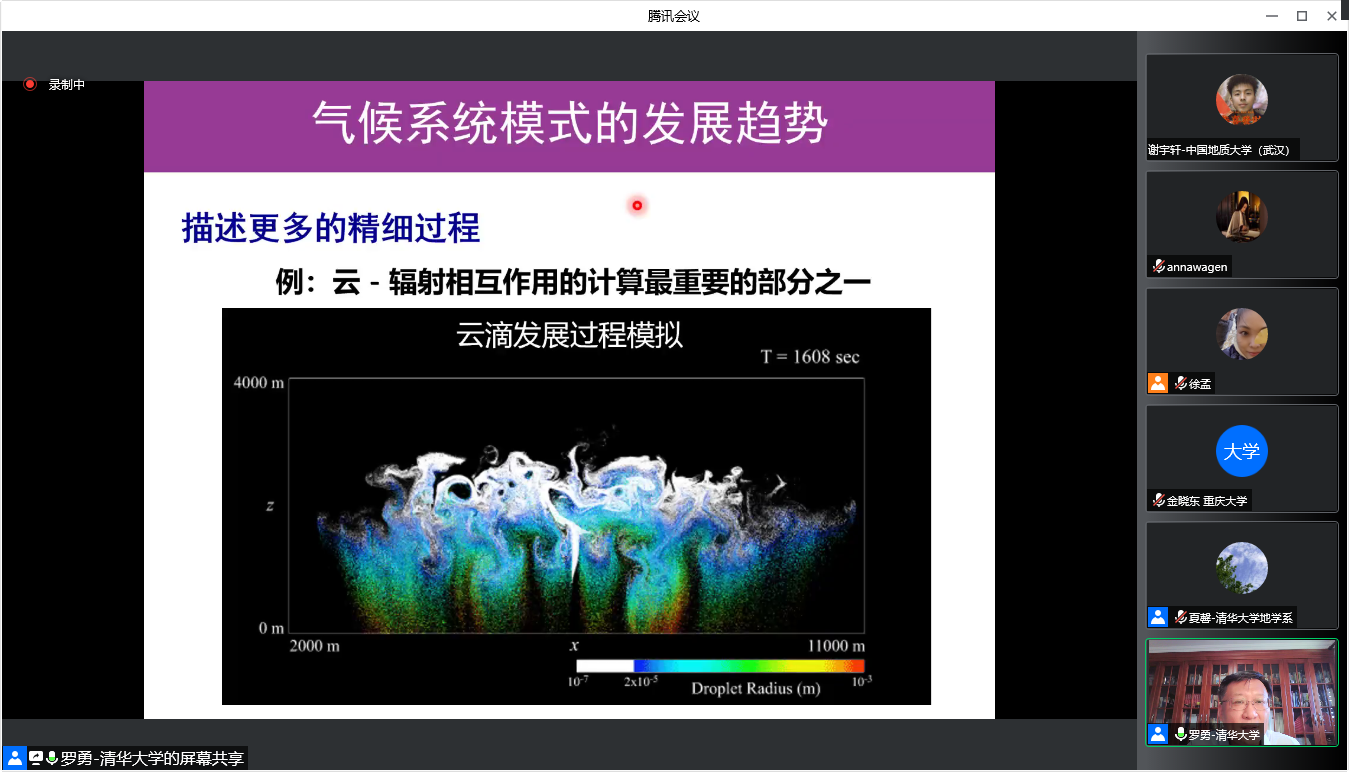 腾讯会议
录制中
气候系统模式的发展趋势
描述更多的精细过程
例：云 - 辐射相互作用的计算最重要的部分之一
云滴发展过程模拟
T = 1608 sec
4000 m
z
0 m
2000 m
x
11000 m
10⁻⁷
2x10⁻⁵
Droplet Radius (m)
10⁻³
罗勇-清华大学的屏幕共享
谢宇轩-中国地质大学（武汉）
annawagen
徐孟
大学
金晓东 重庆大学
夏馨-清华大学地学系
罗勇-清华大学